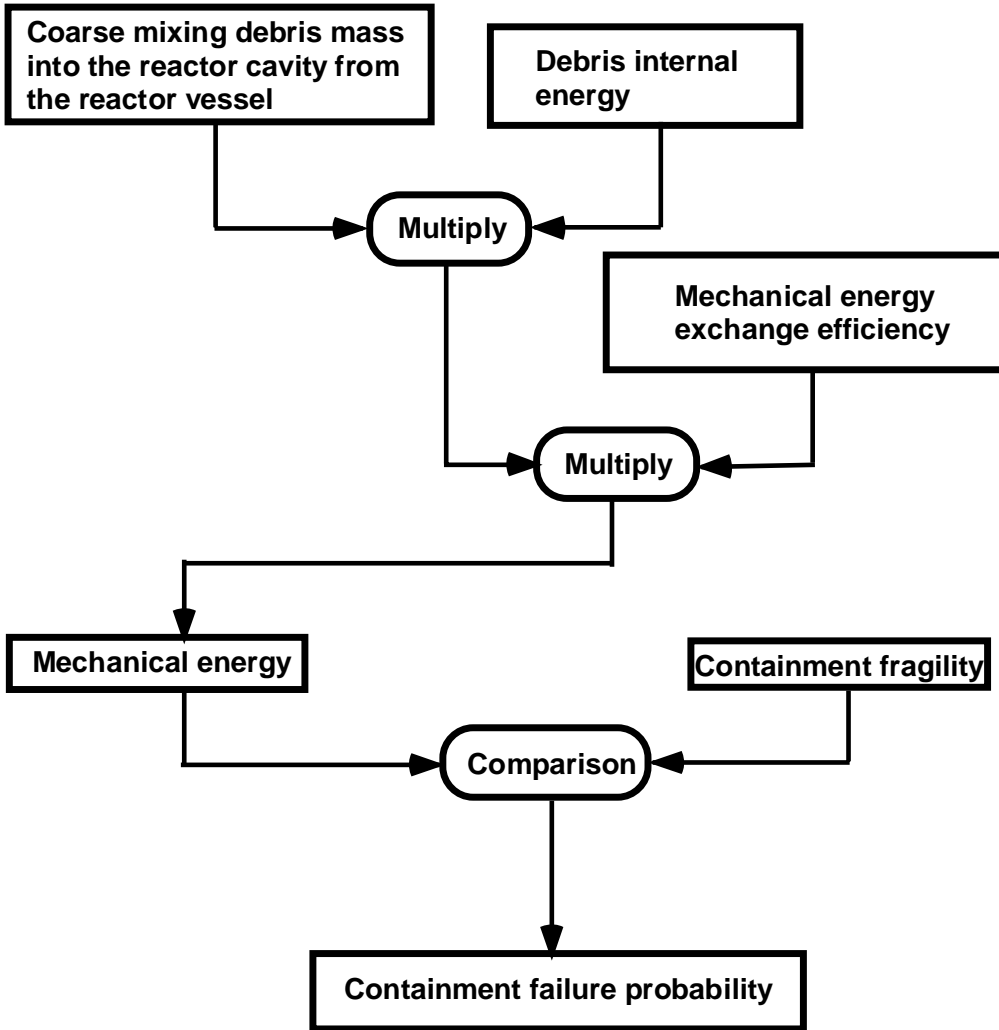 Coarse mixing debris mass
into the reactor cavity from
the reactor vessel
Debris internal
energy
Multiply
Mechanical energy
exchange efficiency
Multiply
Mechanical energy
Containment fragility
Comparison
Containment failure probability